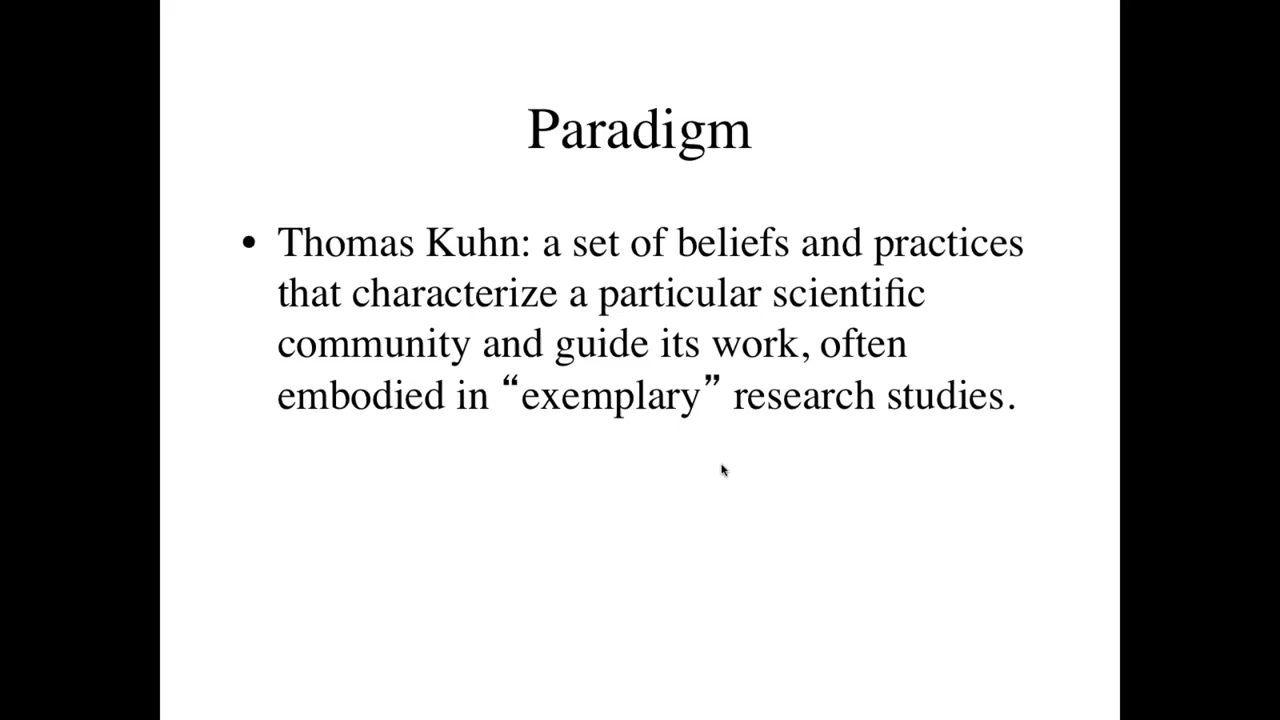 Paradigm
• Thomas Kuhn: a set of beliefs and practices
that characterize a particular scientific
community and guide its work, often
embodied in “exemplary” research studies.